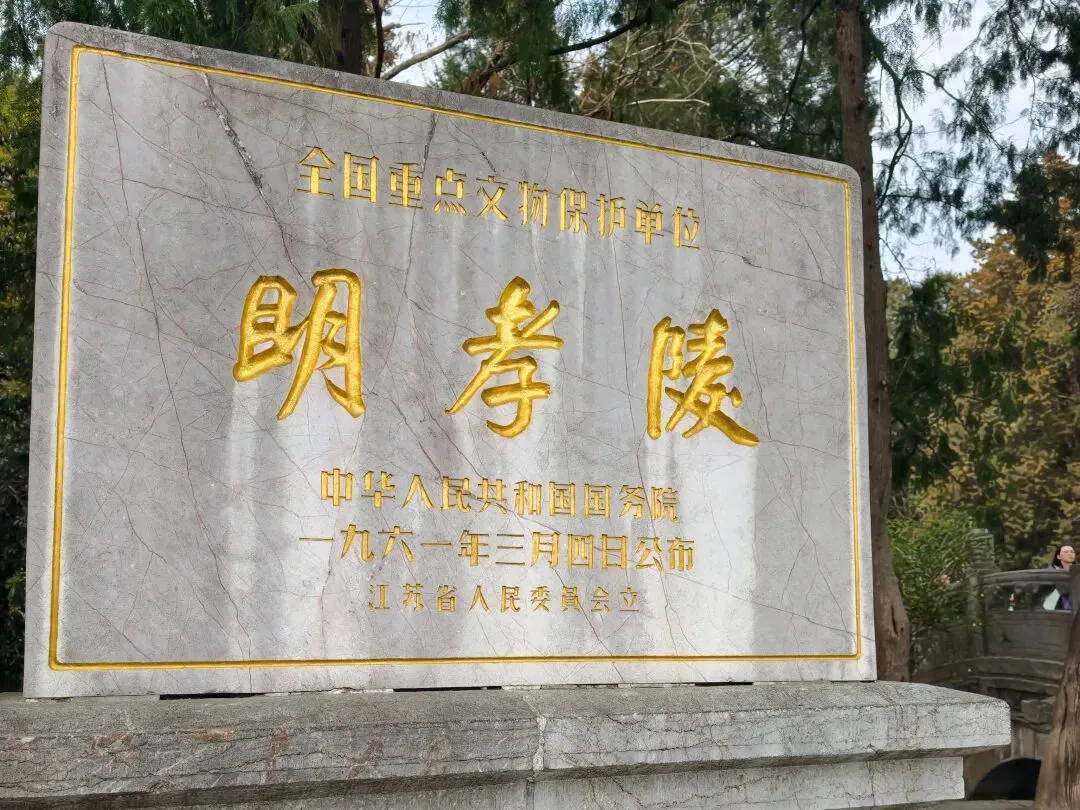 全国重点文物保护单位
明孝陵
中华人民共和国国务院
一九六一年三月四日公布
江苏省人民委員会立